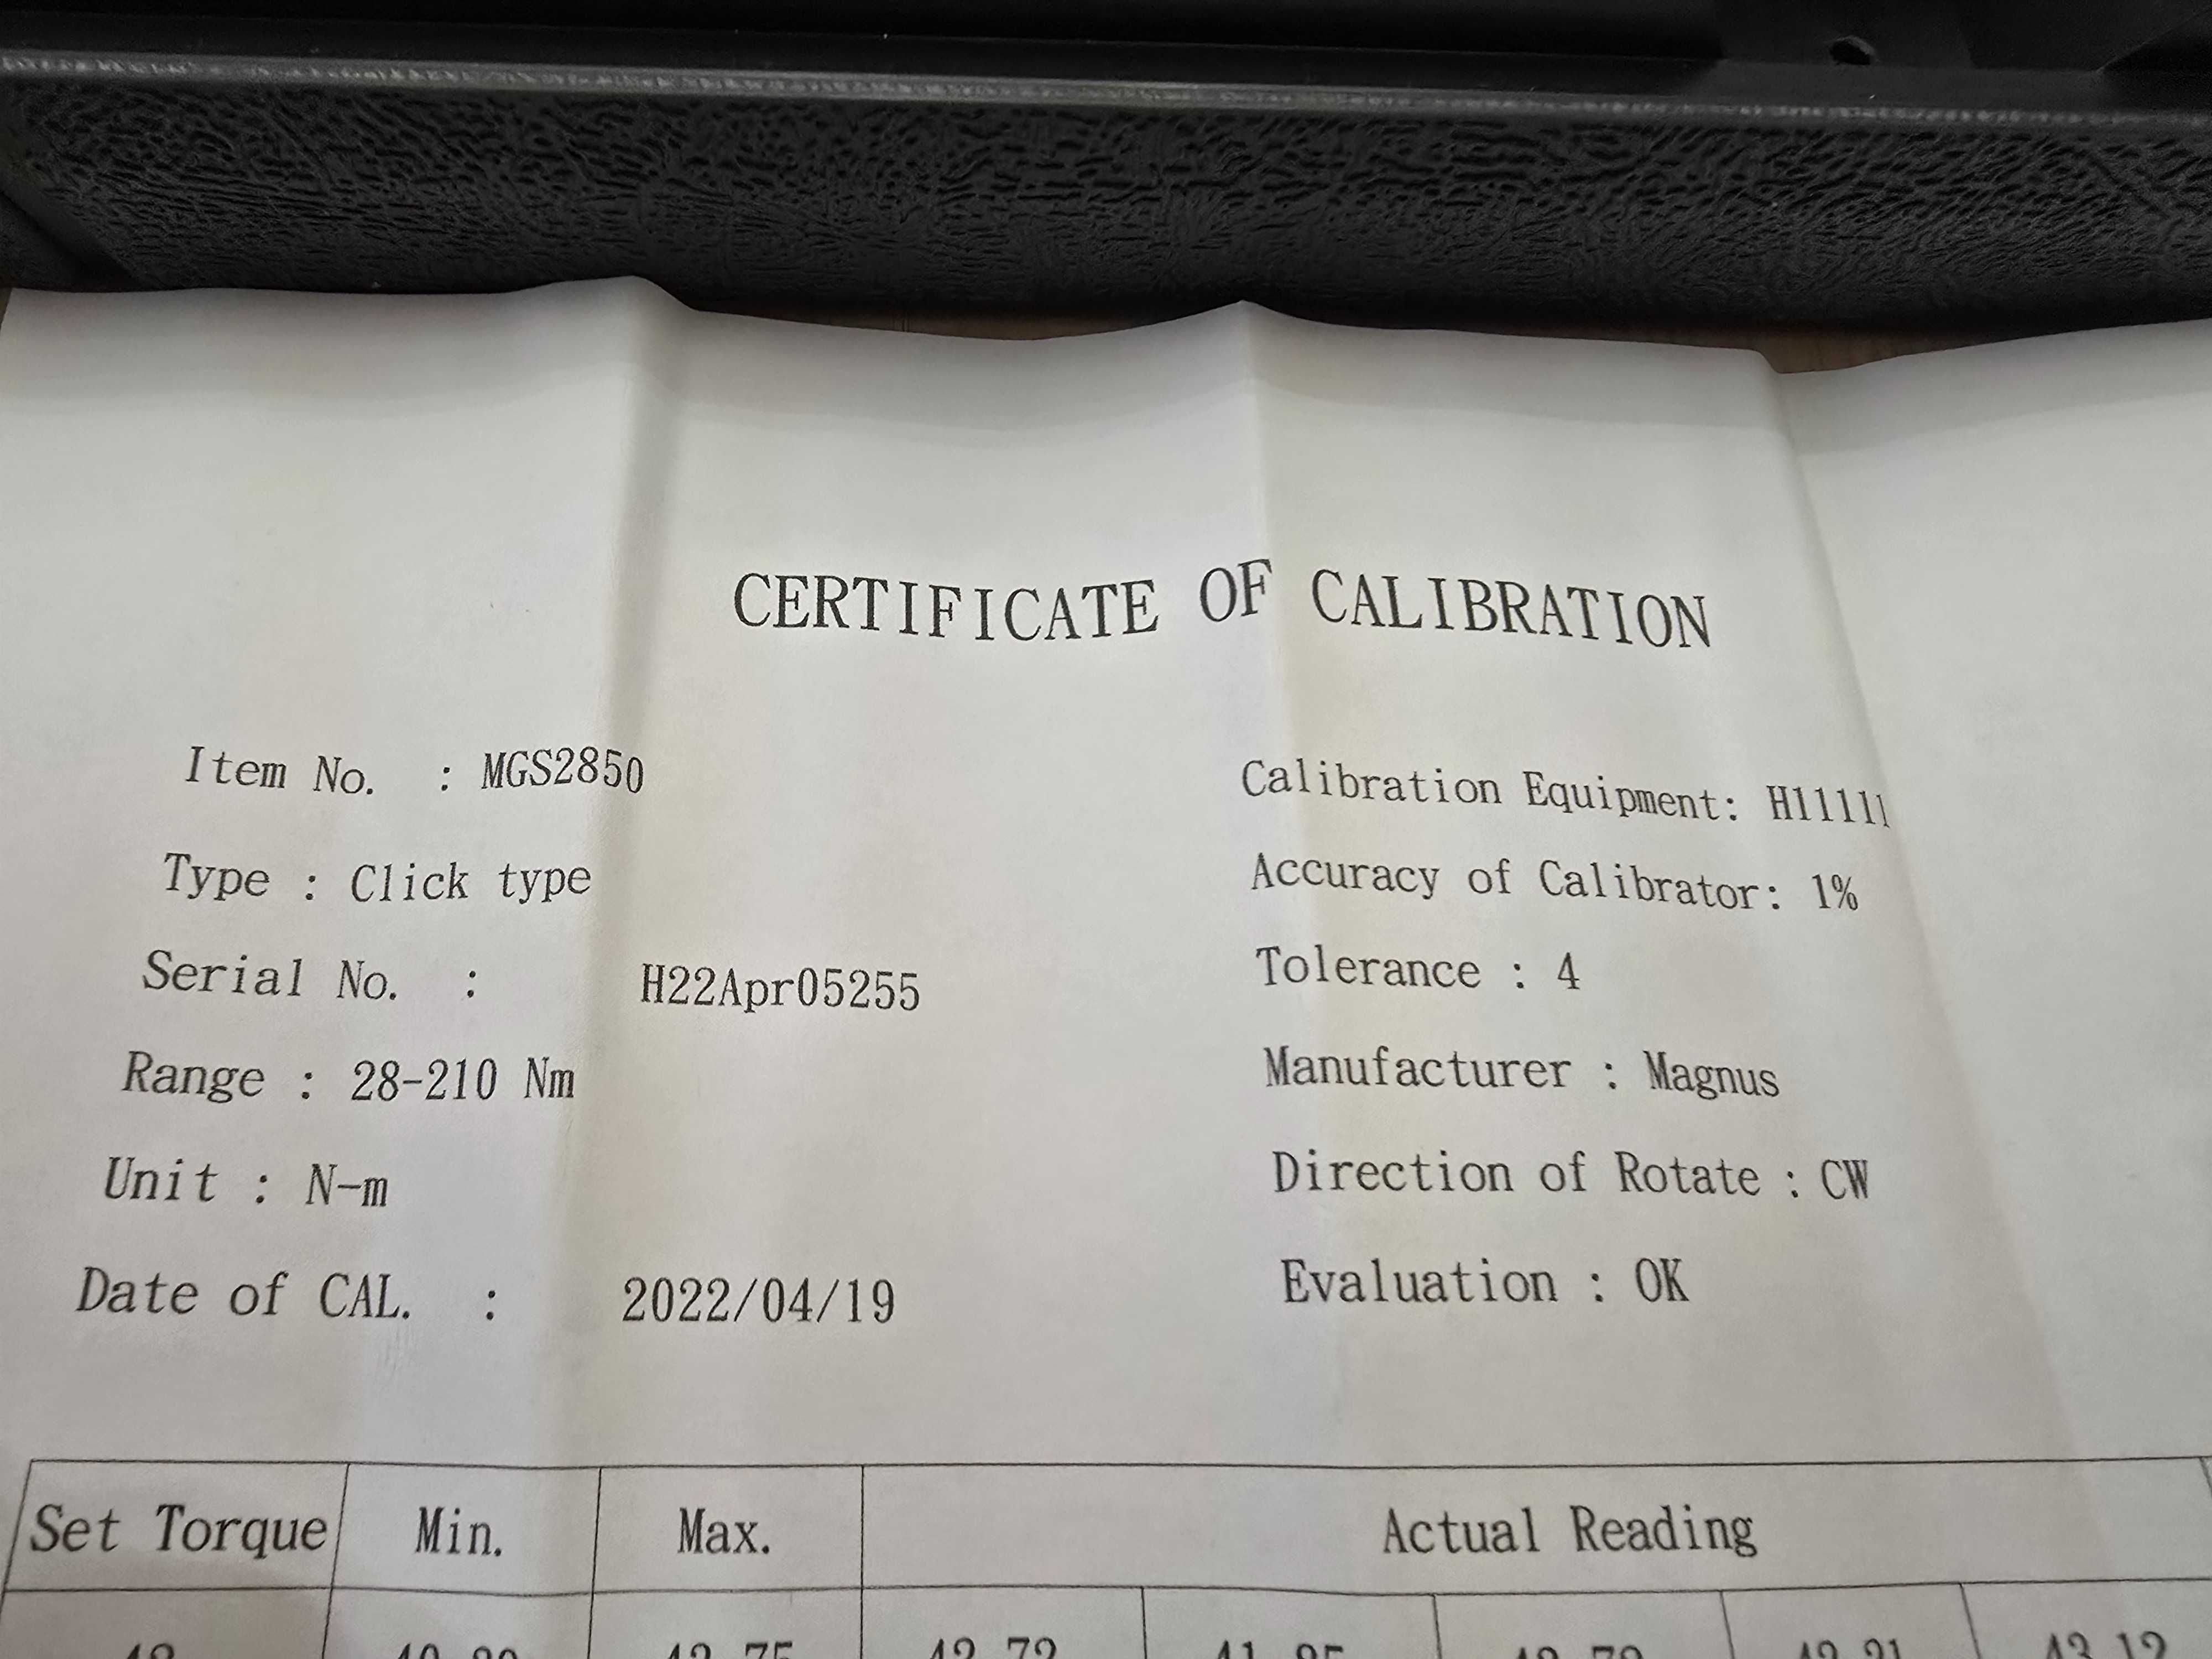 CERTIFICATE OF CALIBRATION
Item No. : MGS2850
Calibration Equipment: H11111
Type : Click type
Accuracy of Calibrator: 1%
Serial No. : H22Apr05255
Tolerance : 4
Range : 28-210 Nm
Manufacturer : Magnus
Unit : N-m
Direction of Rotate : CW
Date of CAL. : 2022/04/19
Evaluation : OK
Set Torque Min. Max. Actual Reading